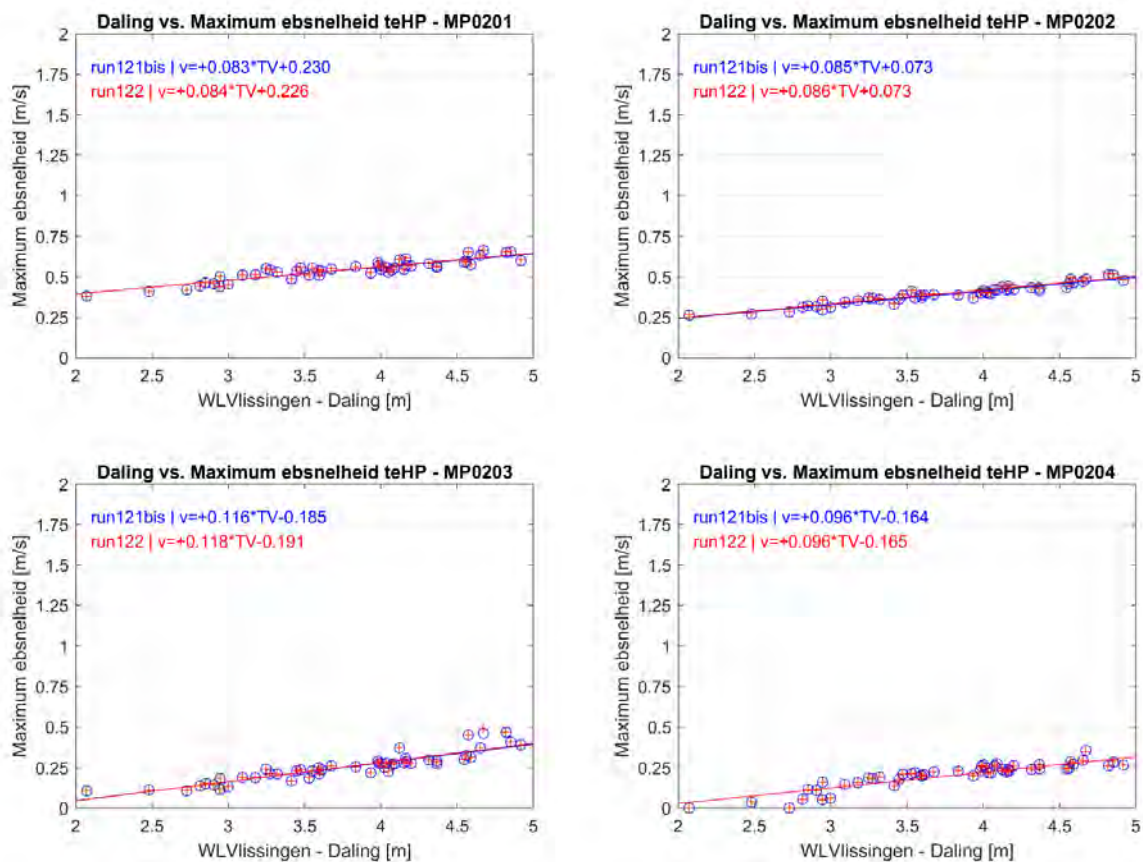 Daling vs. Maximum ebsnelheid teHP - MP0201
run121bis | v=+0.083*TV+0.230
run122 | v=+0.084*TV+0.226
Maximum ebsnelheid [m/s]
2
1.75
1.5
1.25
1
0.75
0.5
0.25
0
2 2.5 3 3.5 4 4.5 5
WLVlissingen - Daling [m]
Daling vs. Maximum ebsnelheid teHP - MP0202
run121bis | v=+0.085*TV+0.073
run122 | v=+0.086*TV+0.073
Maximum ebsnelheid [m/s]
2
1.75
1.5
1.25
1
0.75
0.5
0.25
0
2 2.5 3 3.5 4 4.5 5
WLVlissingen - Daling [m]
Daling vs. Maximum ebsnelheid teHP - MP0203
run121bis | v=+0.116*TV-0.185
run122 | v=+0.118*TV-0.191
Maximum ebsnelheid [m/s]
2
1.75
1.5
1.25
1
0.75
0.5
0.25
0
2 2.5 3 3.5 4 4.5 5
WLVlissingen - Daling [m]
Daling vs. Maximum ebsnelheid teHP - MP0204
run121bis | v=+0.096*TV-0.164
run122 | v=+0.096*TV-0.165
Maximum ebsnelheid [m/s]
2
1.75
1.5
1.25
1
0.75
0.5
0.25
0
2 2.5 3 3.5 4 4.5 5
WLVlissingen - Daling [m]